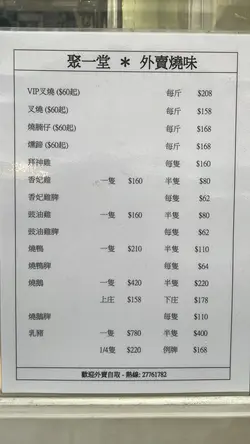 聚一堂 * 外賣燒味
VIP叉燒 ($60起) 每斤 $208
叉燒 ($60起) 每斤 $158
燒腩仔 ($60起) 每斤 $168
燻蹄 ($60起) 每斤 $168
拜神雞 每隻 $160
香妃雞 一隻 $160 半隻 $80
香妃雞脾 每隻 $62
豉油雞 一隻 $160 半隻 $80
豉油雞脾 每隻 $62
燒鴨 一隻 $210 半隻 $110
燒鴨脾 每隻 $64
燒鵝 一隻 $420 半隻 $220
上庄 $158 下庄 $178
燒鵝脾 每隻 $110
乳豬 一隻 $780 半隻 $400
1/4隻 $220 例牌 $168
歡迎外賣自取 - 熱線: 27761782